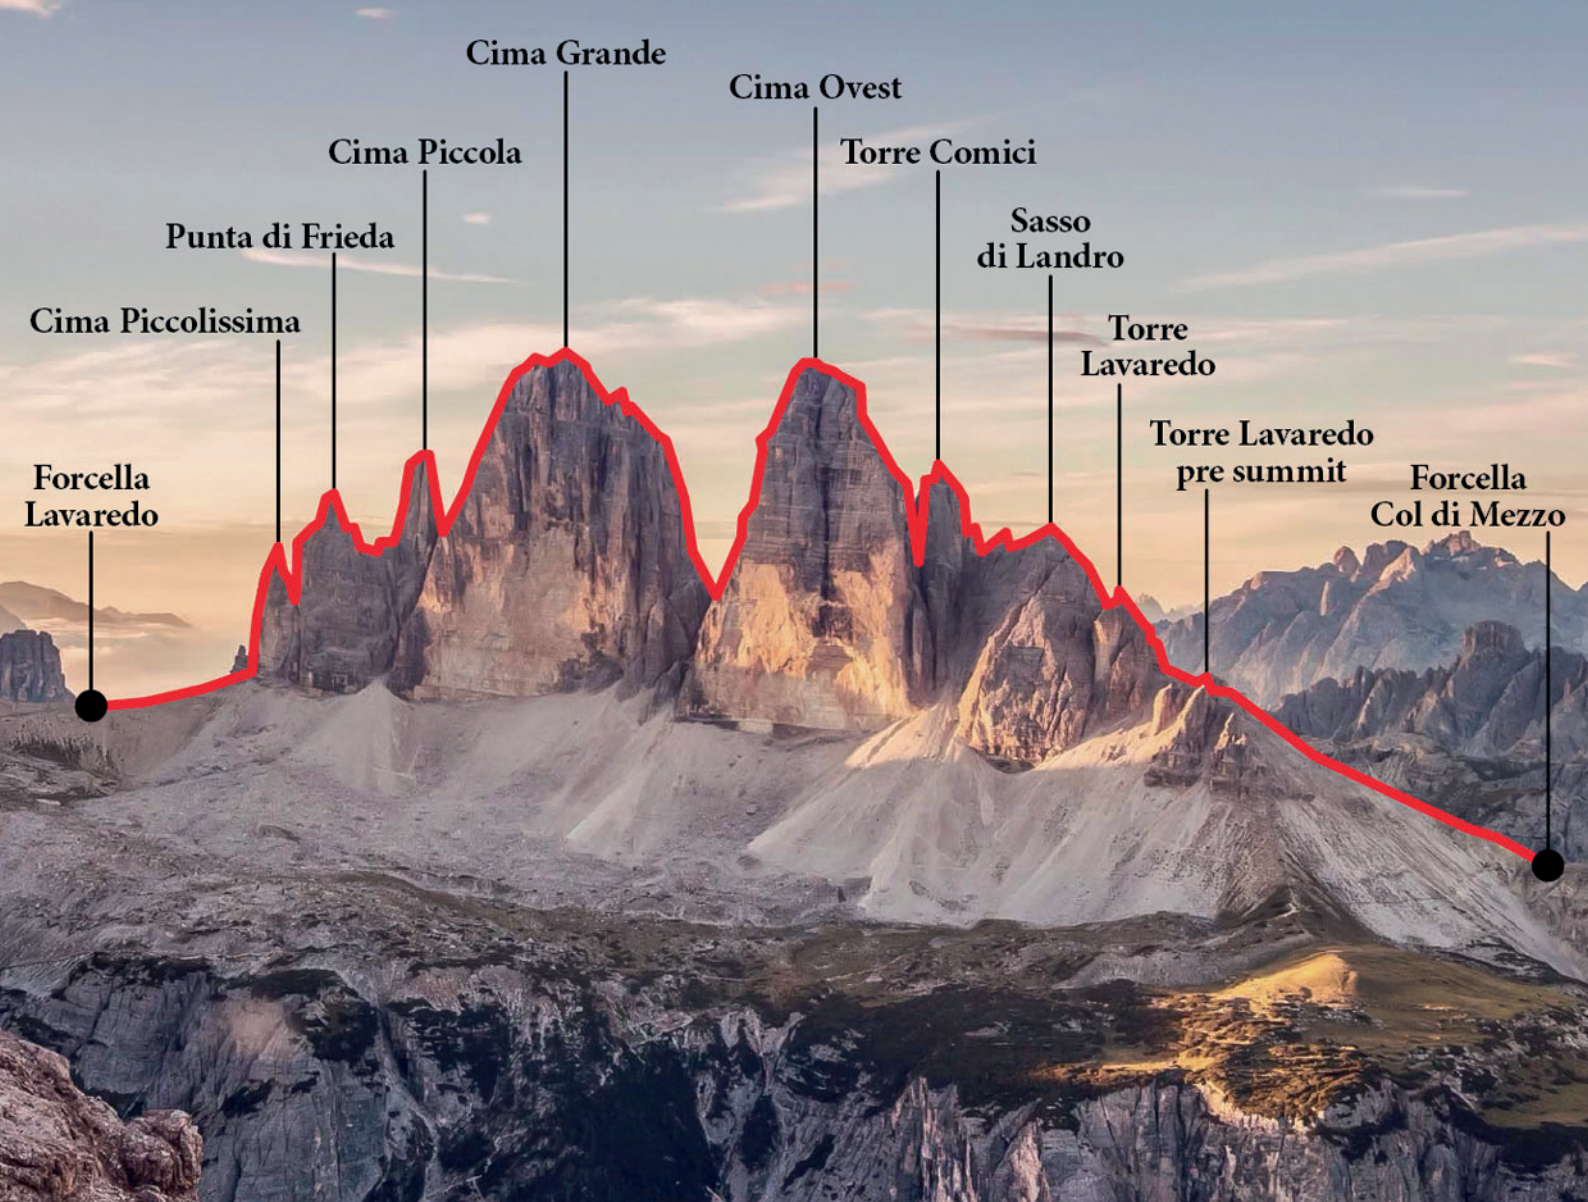 Cima Grande
Cima Ovest
Cima Piccola
Torre Comici
Punta di Frieda
Sasso
di Landro
Cima Piccolissima
Torre
Lavaredo
Torre Lavaredo
pre summit
Forcella
Lavaredo
Forcella
Col di Mezzo